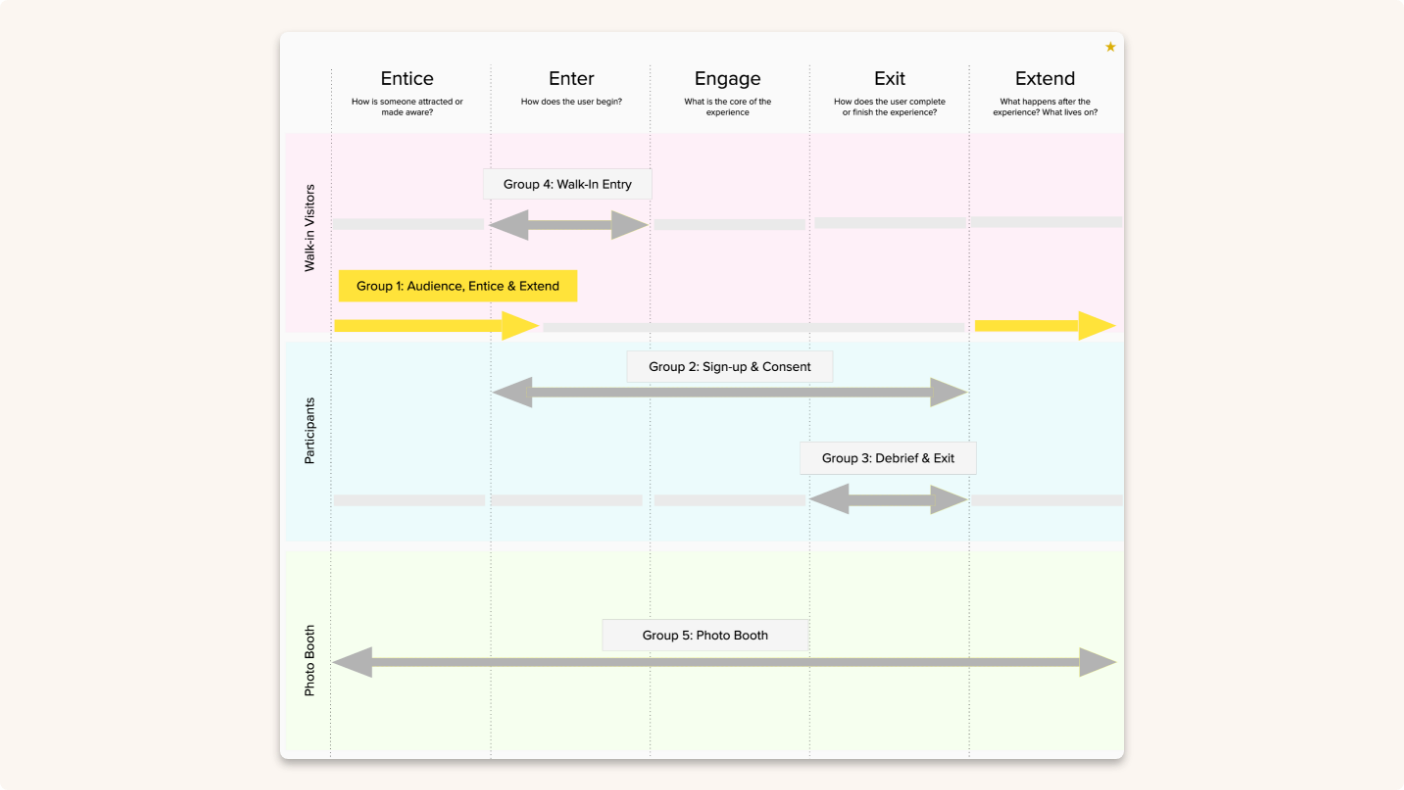 Entice
How is someone attracted or
made aware?
Enter
How does the user begin?
Engage
What is the core of the
experience
Exit
How does the user complete
or finish the experience?
Extend
What happens after the
experience? What lives on?
Walk-in Visitors
Group 4: Walk-In Entry
Group 1: Audience, Entice & Extend
Participants
Group 2: Sign-up & Consent
Group 3: Debrief & Exit
Photo Booth
Group 5: Photo Booth